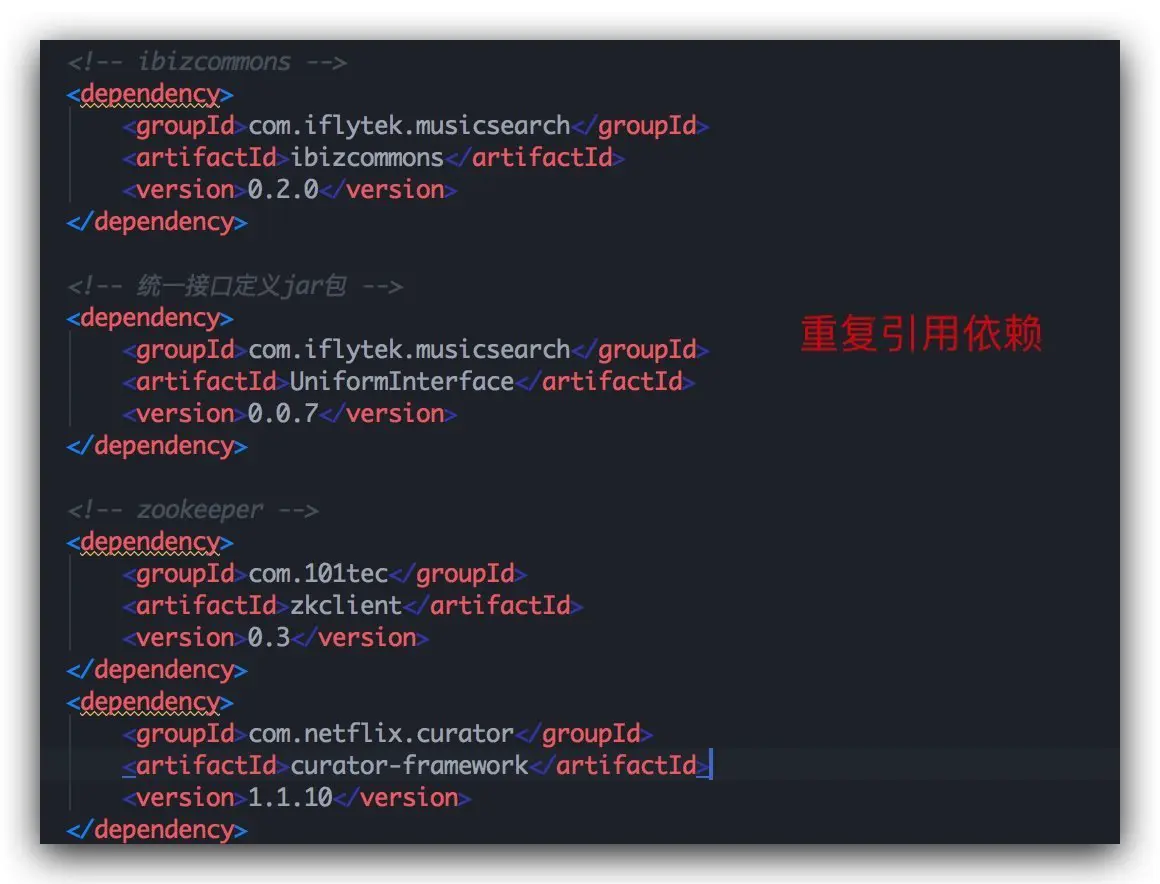 <!-- ibizcommons -->
<dependency>
<groupId>com.iflytek.musicsearch</groupId>
<artifactId>ibizcommons</artifactId>
<version>0.2.0</version>
</dependency>
<!-- 统一接口定义jar包 -->
<dependency>
<groupId>com.iflytek.musicsearch</groupId>
重复引用依赖
<artifactId>UniformInterface</artifactId>
<version>0.0.7</version>
</dependency>
<!-- zookeeper -->
<dependency>
<groupId>com.101tec</groupId>
<artifactId>zkclient</artifactId>
<version>0.3</version>
</dependency>
<dependency>
<groupId>com.netflix.curator</groupId>
<artifactId>curator-framework</artifactId>
<version>1.1.10</version>
</dependency>